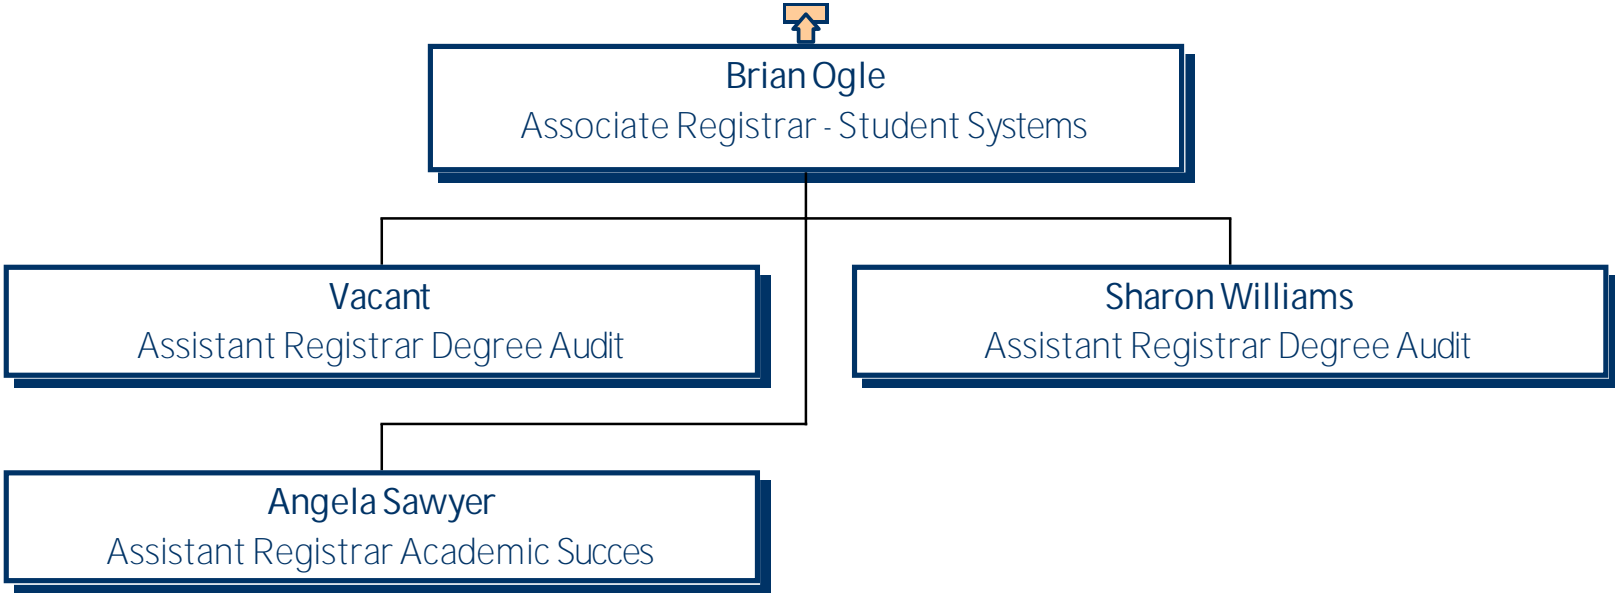 Brian Ogle
Associate Registrar - Student Systems
Vacant
Assistant Registrar Degree Audit
Sharon Williams
Assistant Registrar Degree Audit
Angela Sawyer
Assistant Registrar Academic Succes